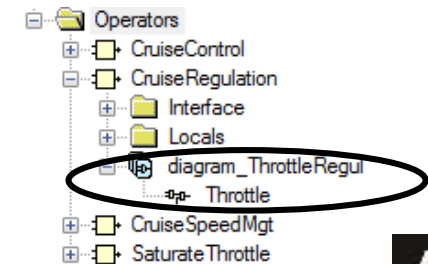 Operators
CruiseControl
CruiseRegulation
Interface
Locals
diagram_ThrottleRegul
Throttle
CruiseSpeedMgt
SaturateThrottle